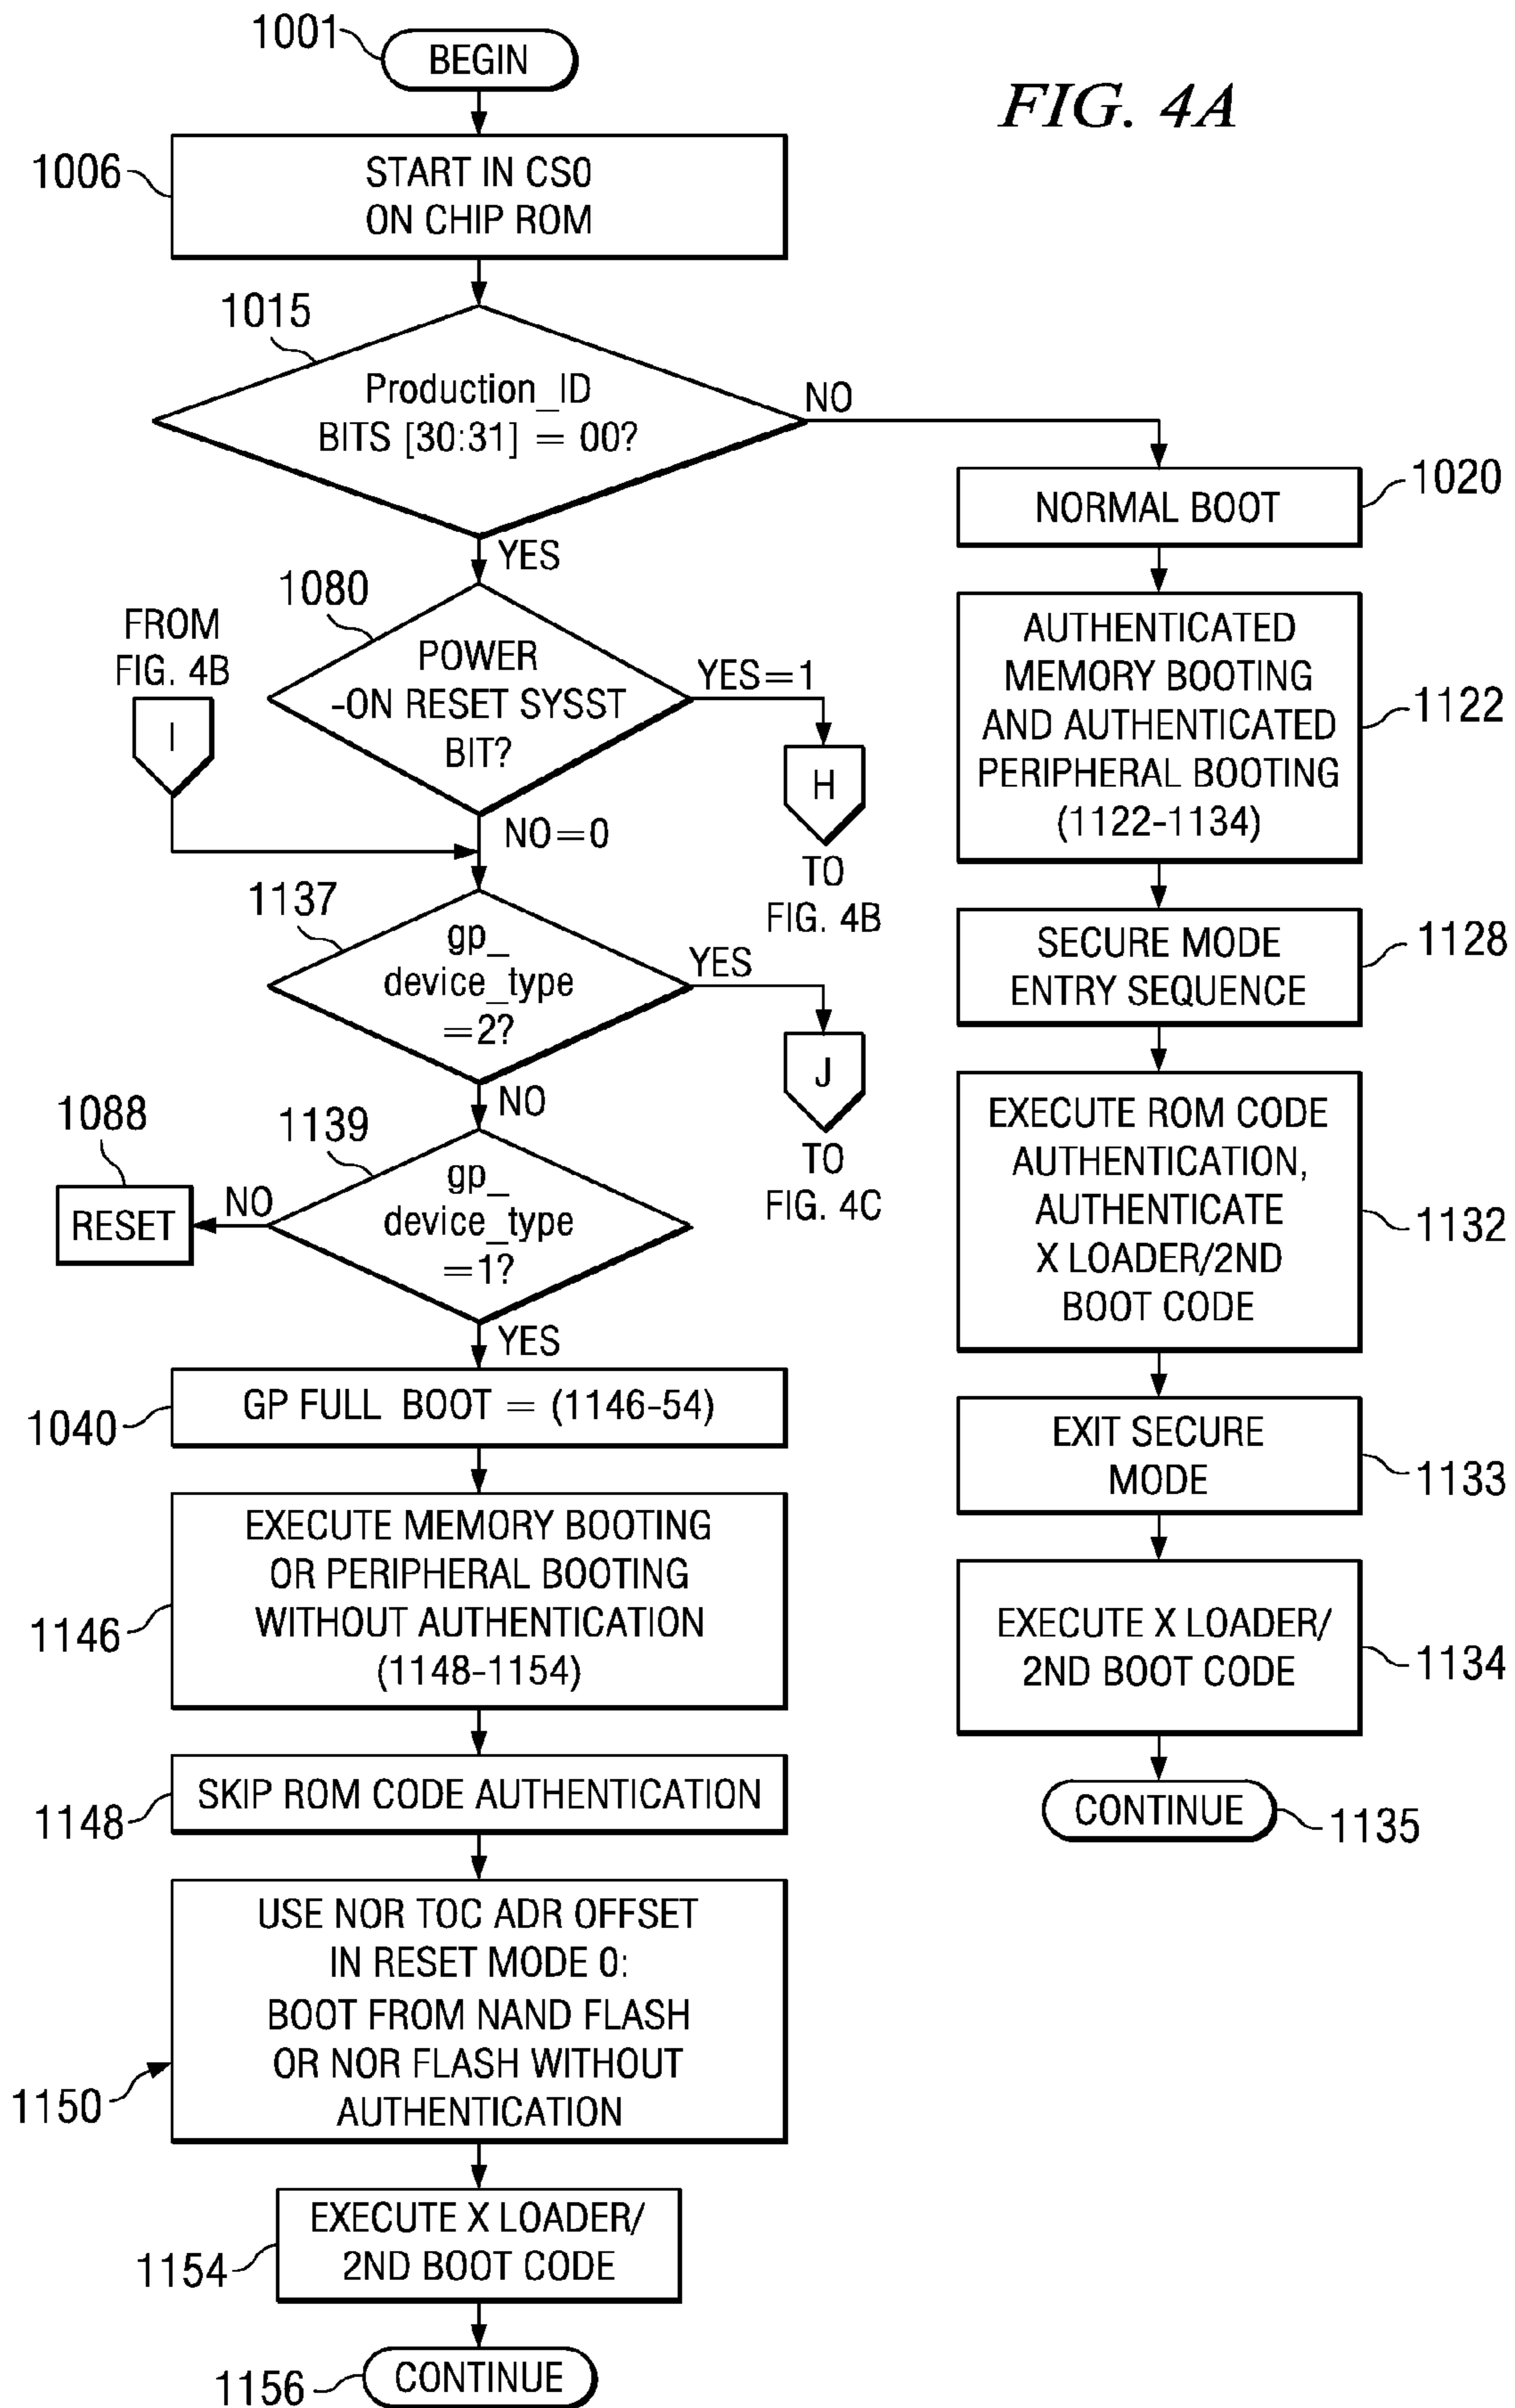 FIG. 4A
1001
BEGIN
1006
START IN CS0
ON CHIP ROM
1015
Production_ID
BITS [30:31] = 00?
NO
YES
1020
NORMAL BOOT
1080
POWER
-ON RESET SYSST
BIT?
YES=1
NO=0
FROM
FIG. 4B
I
H
TO
FIG. 4B
1137
gp_
device_type
=2?
YES
NO
J
TO
FIG. 4C
1139
gp_
device_type
=1?
NO
YES
1088
RESET
1040
GP FULL BOOT = (1146-54)
1146
EXECUTE MEMORY BOOTING
OR PERIPHERAL BOOTING
WITHOUT AUTHENTICATION
(1148-1154)
1148
SKIP ROM CODE AUTHENTICATION
1150
USE NOR TOC ADR OFFSET
IN RESET MODE 0:
BOOT FROM NAND FLASH
OR NOR FLASH WITHOUT
AUTHENTICATION
1154
EXECUTE X LOADER/
2ND BOOT CODE
1156
CONTINUE
AUTHENTICATED
MEMORY BOOTING
AND AUTHENTICATED
PERIPHERAL BOOTING
(1122-1134)
1122
SECURE MODE
ENTRY SEQUENCE
1128
EXECUTE ROM CODE
AUTHENTICATION,
AUTHENTICATE
X LOADER/2ND
BOOT CODE
1132
EXIT SECURE
MODE
1133
EXECUTE X LOADER/
2ND BOOT CODE
1134
CONTINUE
1135